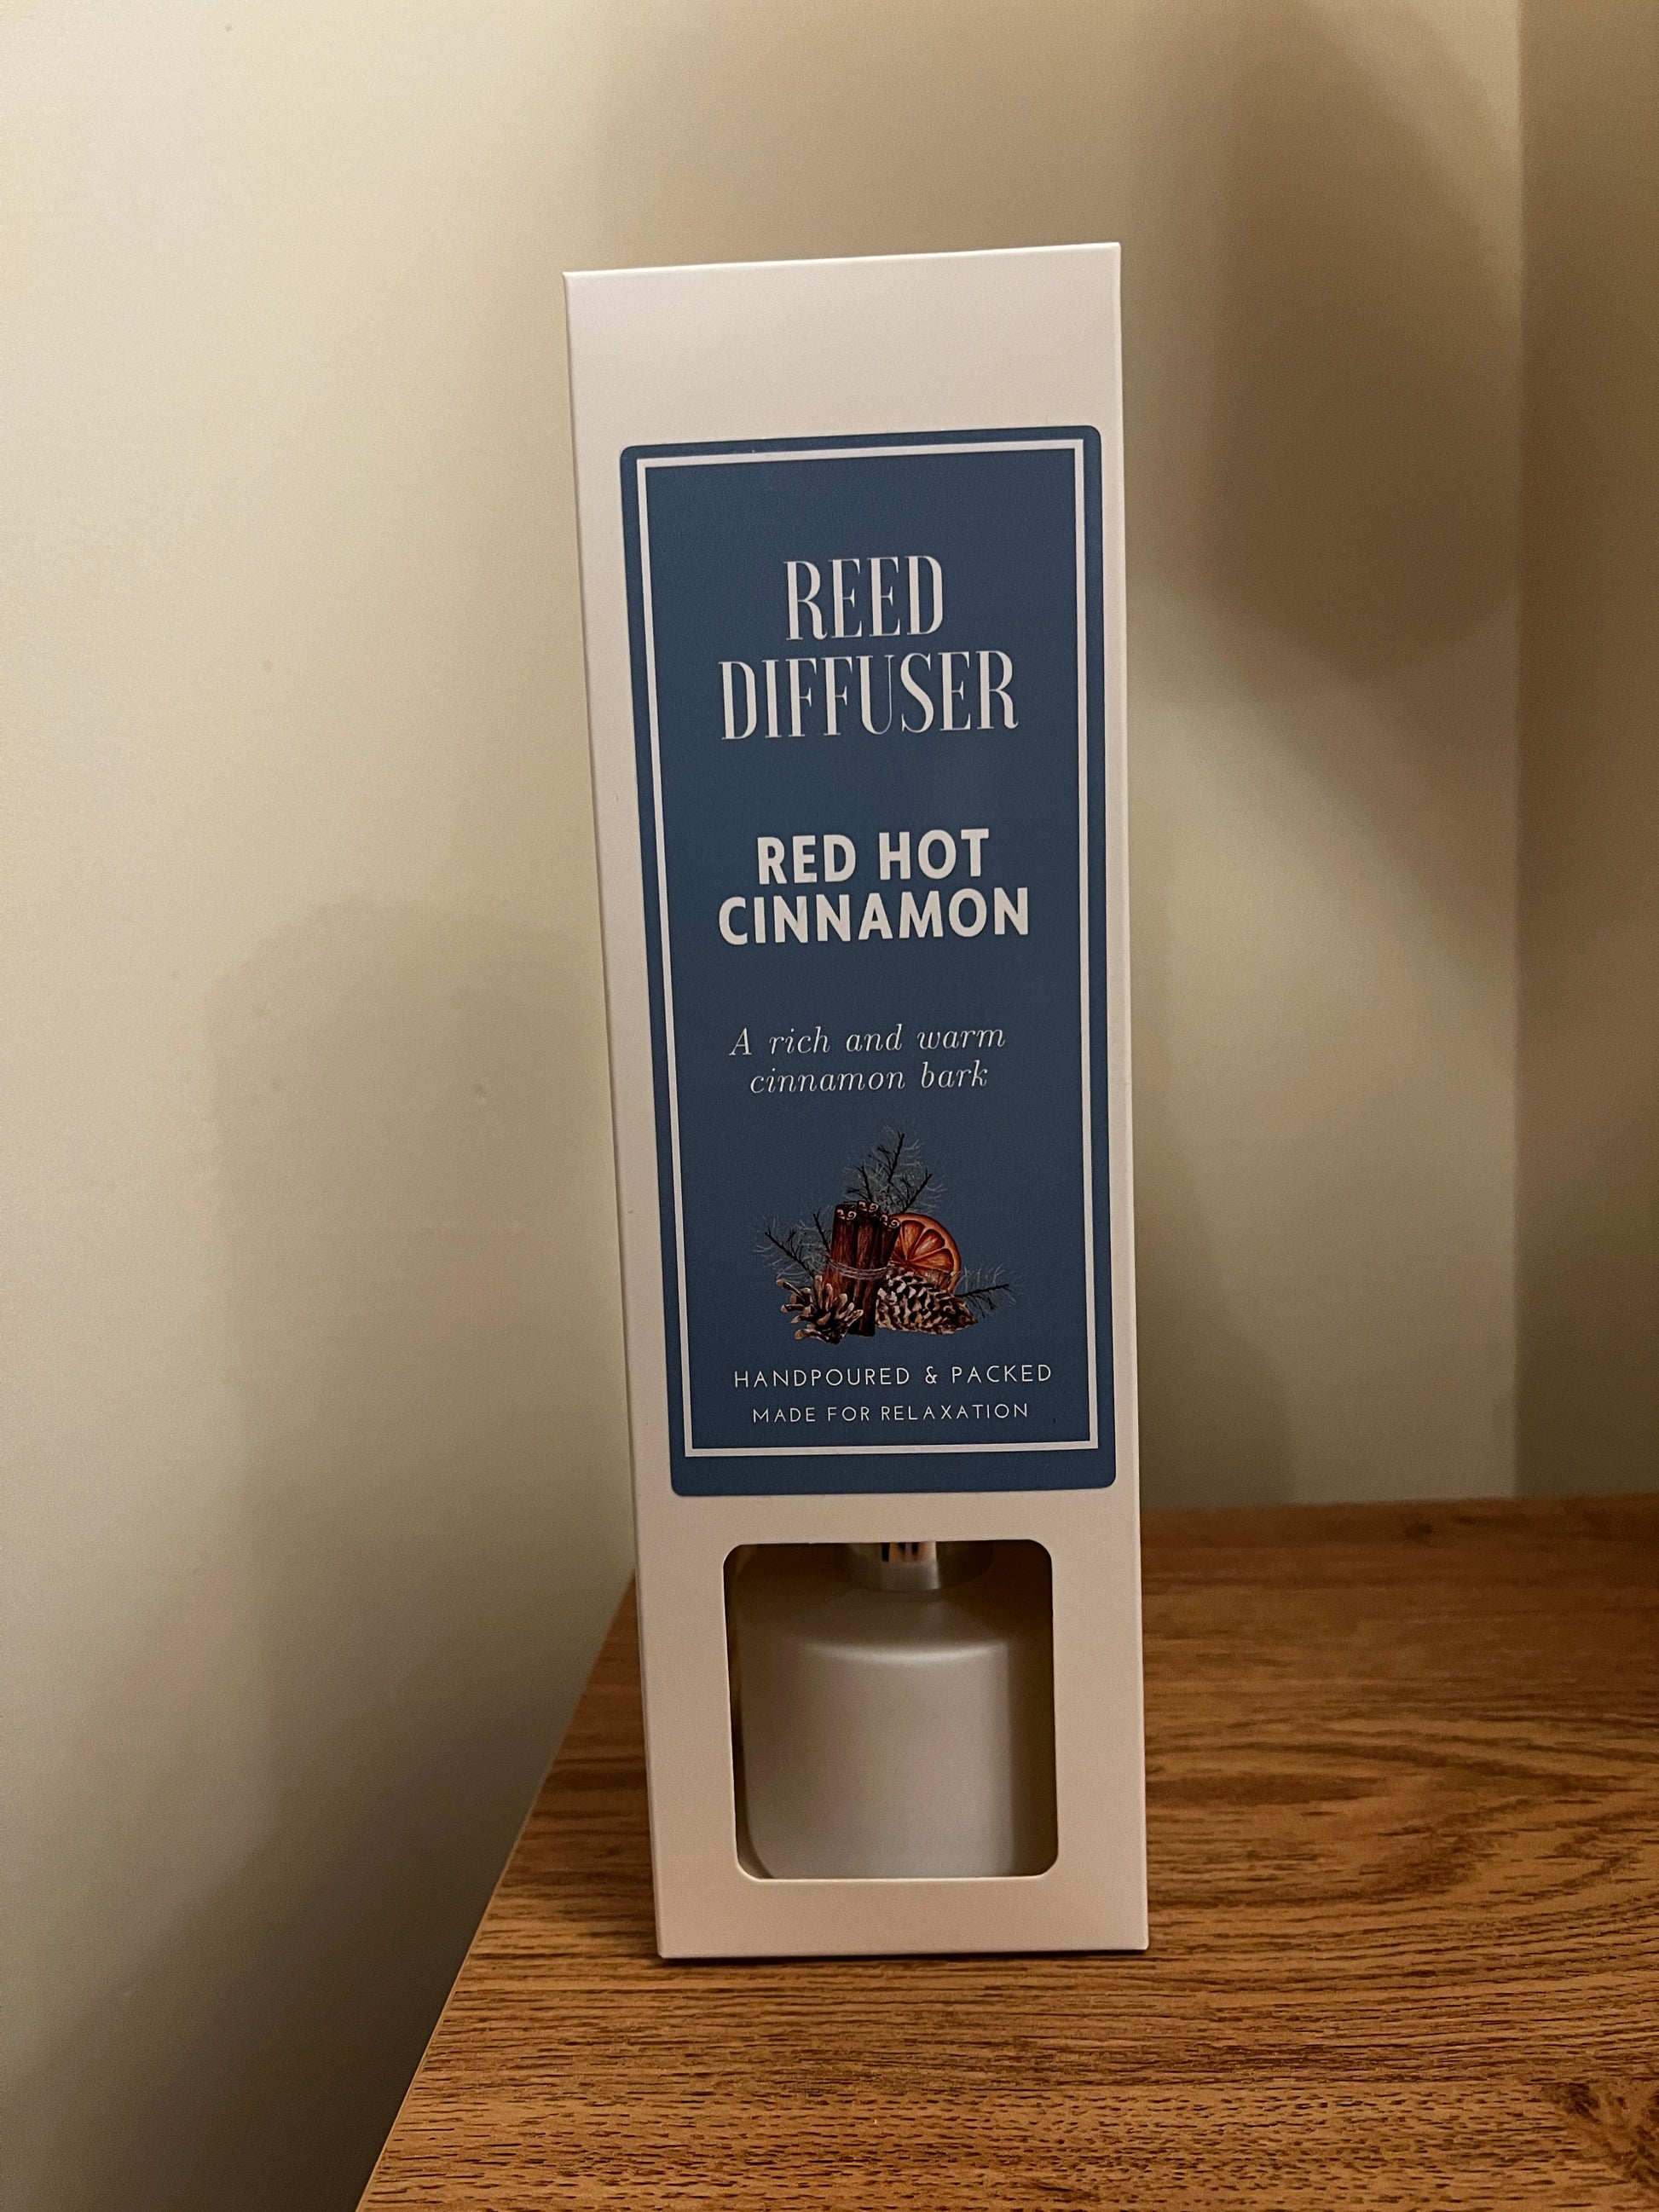 REED
DIFFUSER
RED HOT
CINNAMON
A rich and warm
cinnamon bark
HANDPOURED & PACKED
MADE FOR RELAXATION